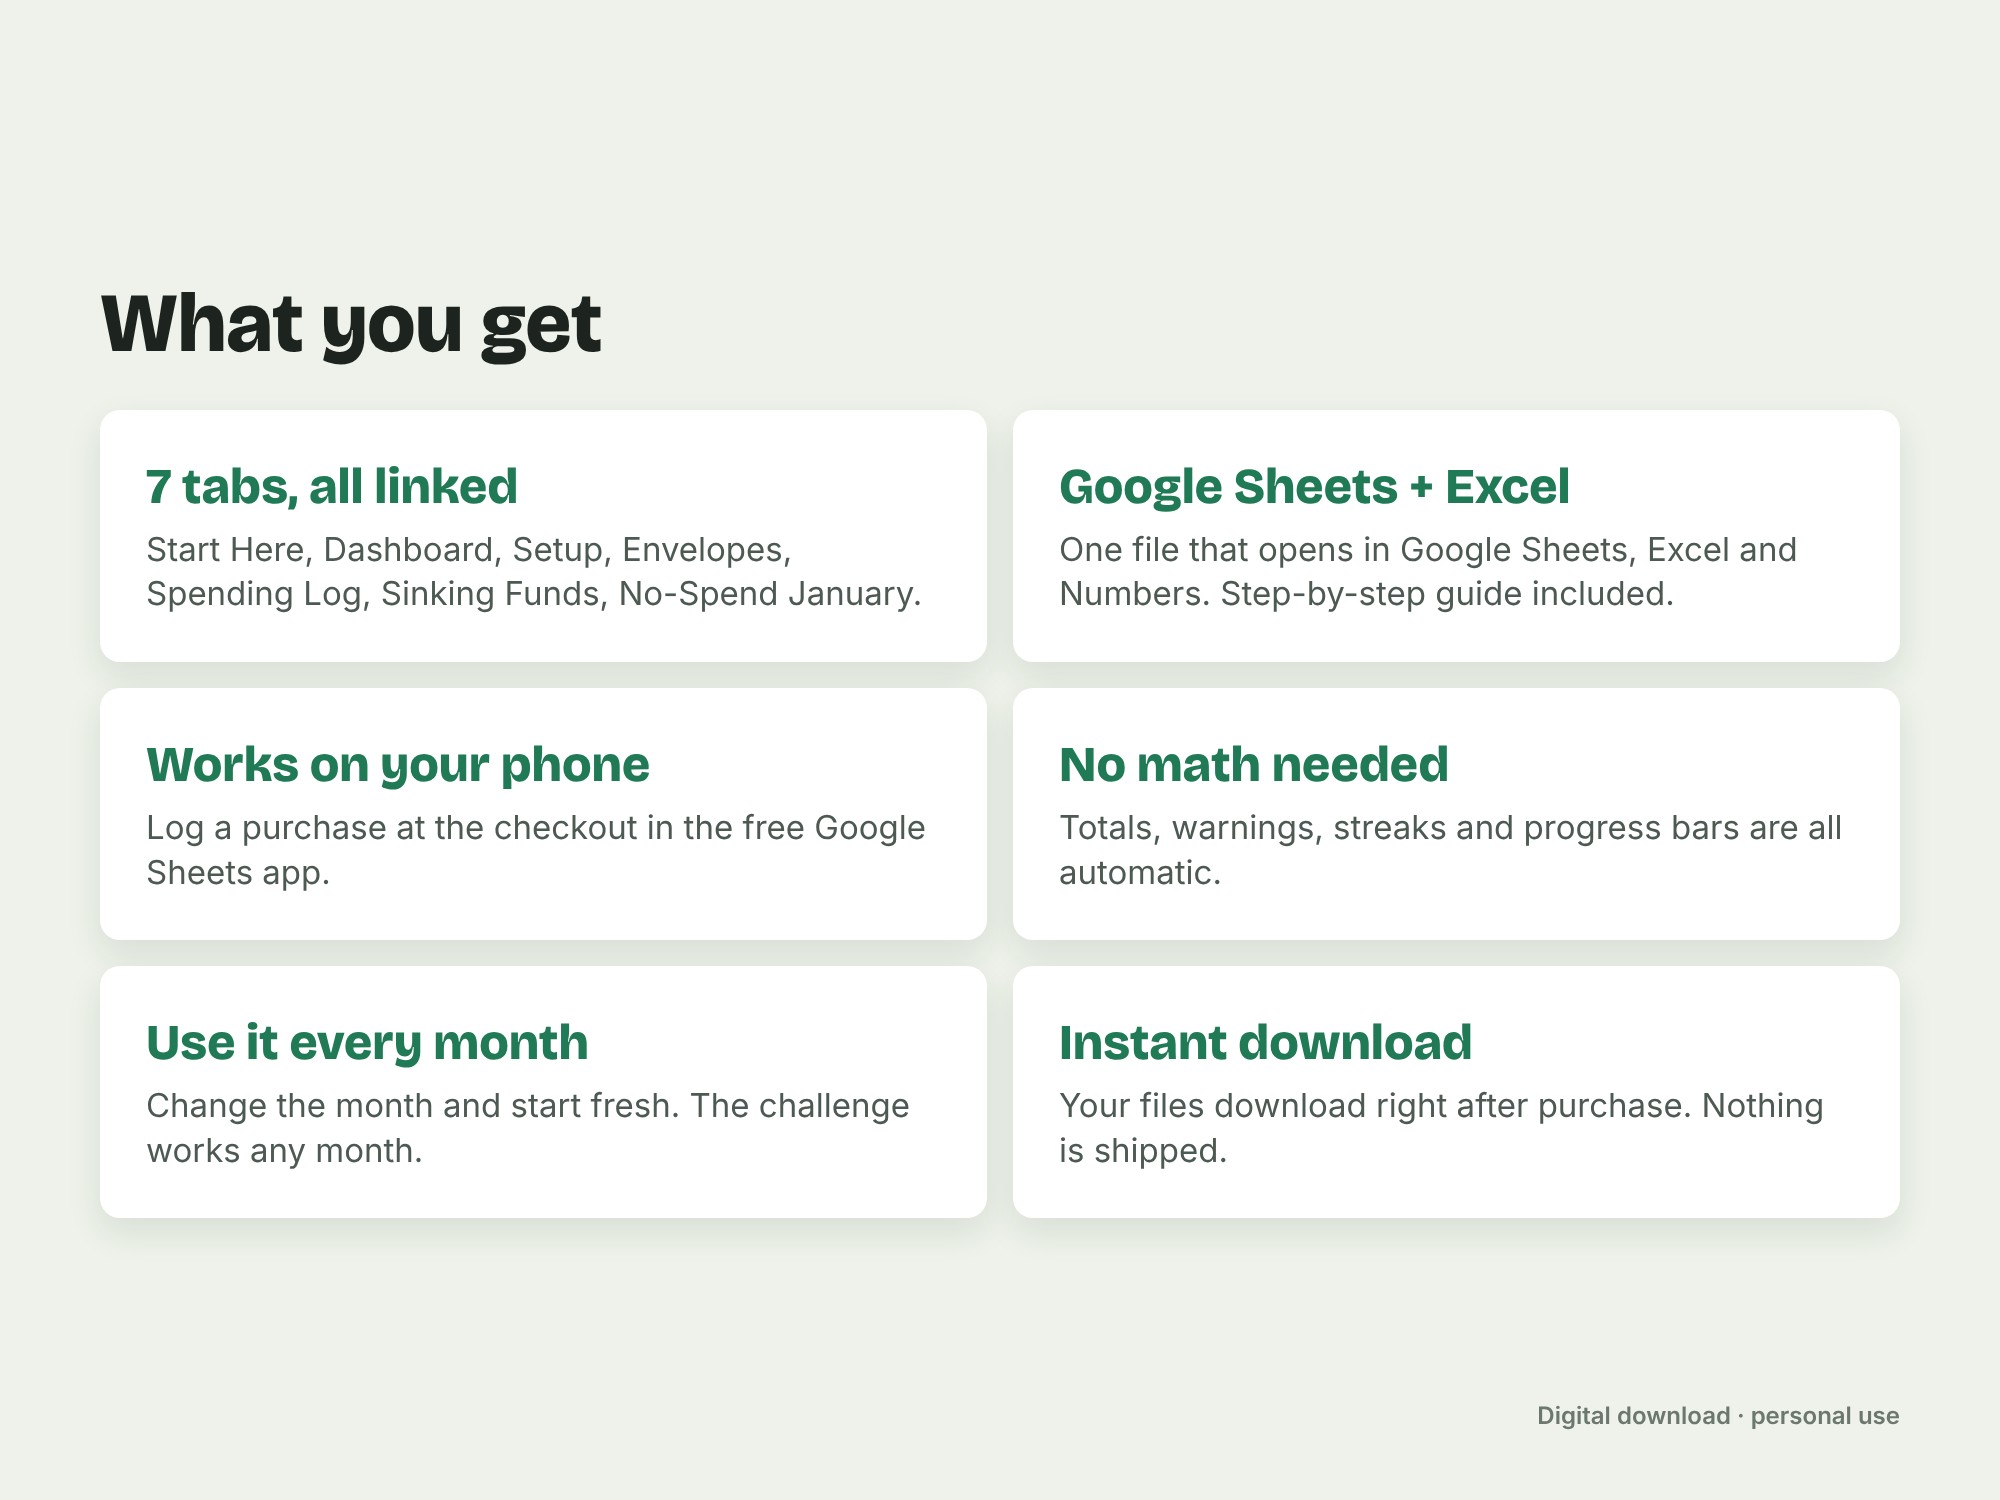 What you get
7 tabs, all linked
Start Here, Dashboard, Setup, Envelopes,
Spending Log, Sinking Funds, No-Spend January.
Google Sheets + Excel
One file that opens in Google Sheets, Excel and
Numbers. Step-by-step guide included.
Works on your phone
Log a purchase at the checkout in the free Google
Sheets app.
No math needed
Totals, warnings, streaks and progress bars are all
automatic.
Use it every month
Change the month and start fresh. The challenge
works any month.
Instant download
Your files download right after purchase. Nothing
is shipped.
Digital download · personal use